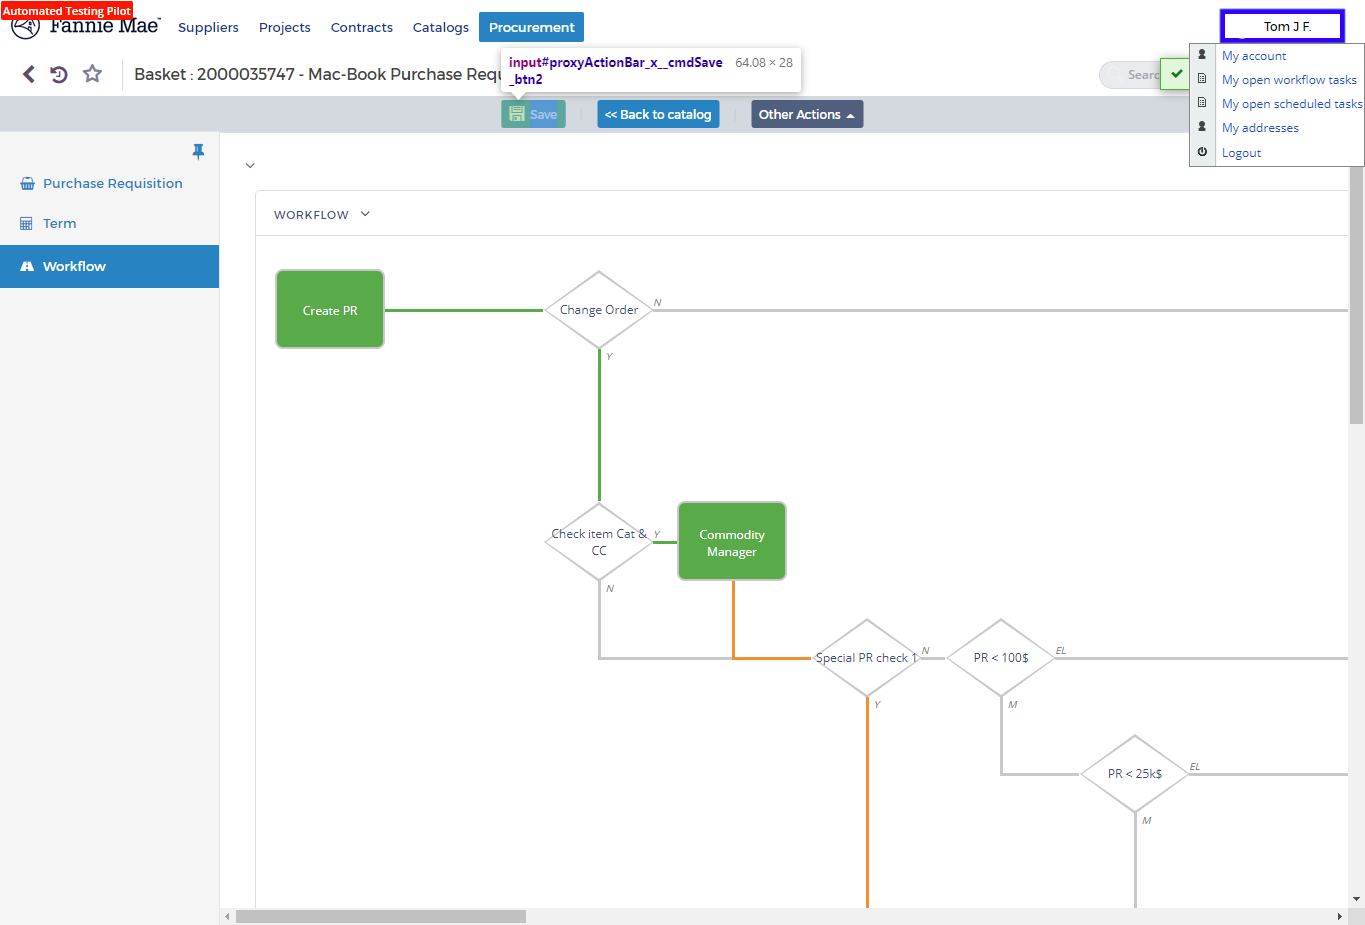 Automated Testing Pilot
Fannie Mae
Suppliers
Projects
Contracts
Catalogs
Procurement
Tom J F.
My account
My open workflow tasks
My open scheduled tasks
My addresses
Logout
Basket : 2000035747 - Mac-Book Purchase Requ
input#proxyActionBar_x__cmdSave
_btn2
64.08 × 28
Searc
Save
<< Back to catalog
Other Actions
Purchase Requisition
Term
Workflow
WORKFLOW
Create PR
Change Order
N
Y
Check item Cat &
CC
Y
N
Commodity
Manager
Special PR check 1
N
Y
PR < 100$
EL
M
PR < 25k$
EL
M